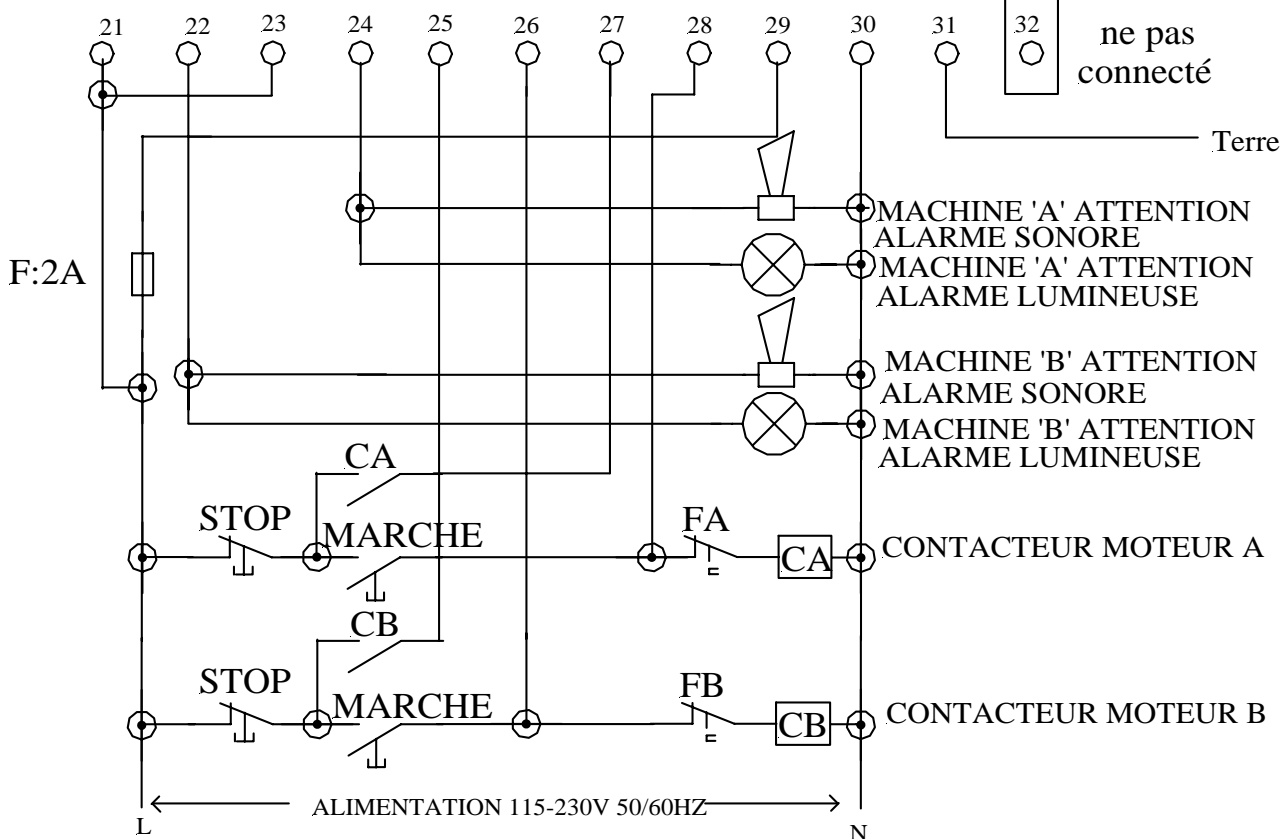 21 22 23 24 25 26 27 28 29 30 31 32
ne pas
connecté
Terre
MACHINE 'A' ATTENTION
ALARME SONORE
F:2A
MACHINE 'A' ATTENTION
ALARME LUMINEUSE
MACHINE 'B' ATTENTION
ALARME SONORE
MACHINE 'B' ATTENTION
ALARME LUMINEUSE
CA
STOP
MARCHE
FA
CA
CONTACTEUR MOTEUR A
CB
STOP
MARCHE
FB
CB
CONTACTEUR MOTEUR B
ALIMENTATION 115-230V 50/60HZ
L
N